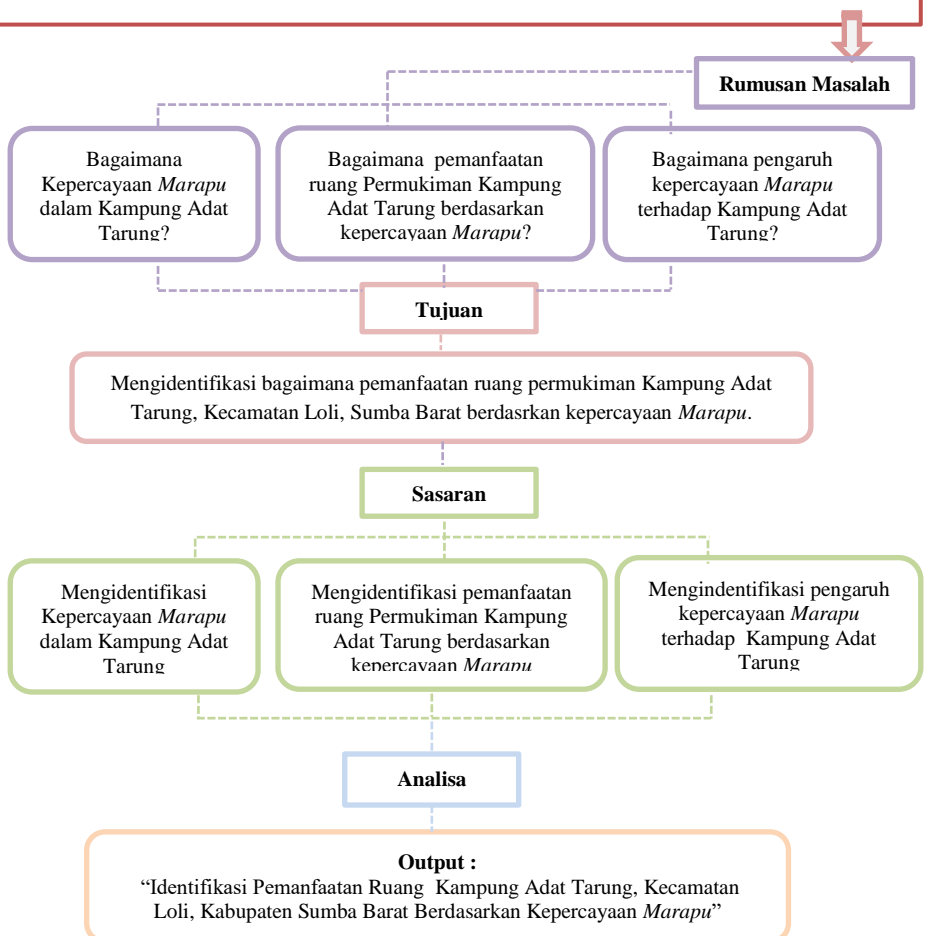 Rumusan Masalah
Bagaimana
Kepercayaan Marapu
dalam Kampung Adat
Tarung?
Bagaimana pemanfaatan
ruang Permukiman Kampung
Adat Tarung berdasarkan
kepercayaan Marapu?
Bagaimana pengaruh
kepercayaan Marapu
terhadap Kampung Adat
Tarung?
Tujuan
Mengidentifikasi bagaimana pemanfaatan ruang permukiman Kampung Adat
Tarung, Kecamatan Loli, Sumba Barat berdasrkan kepercayaan Marapu.
Sasaran
Mengidentifikasi
Kepercayaan Marapu
dalam Kampung Adat
Tarung
Mengidentifikasi pemanfaatan
ruang Permukiman Kampung
Adat Tarung berdasarkan
kepercayaan Marapu
Mengindentifikasi pengaruh
kepercayaan Marapu
terhadap Kampung Adat
Tarung
Analisa
Output :
“Identifikasi Pemanfaatan Ruang Kampung Adat Tarung, Kecamatan
Loli, Kabupaten Sumba Barat Berdasarkan Kepercayaan Marapu”